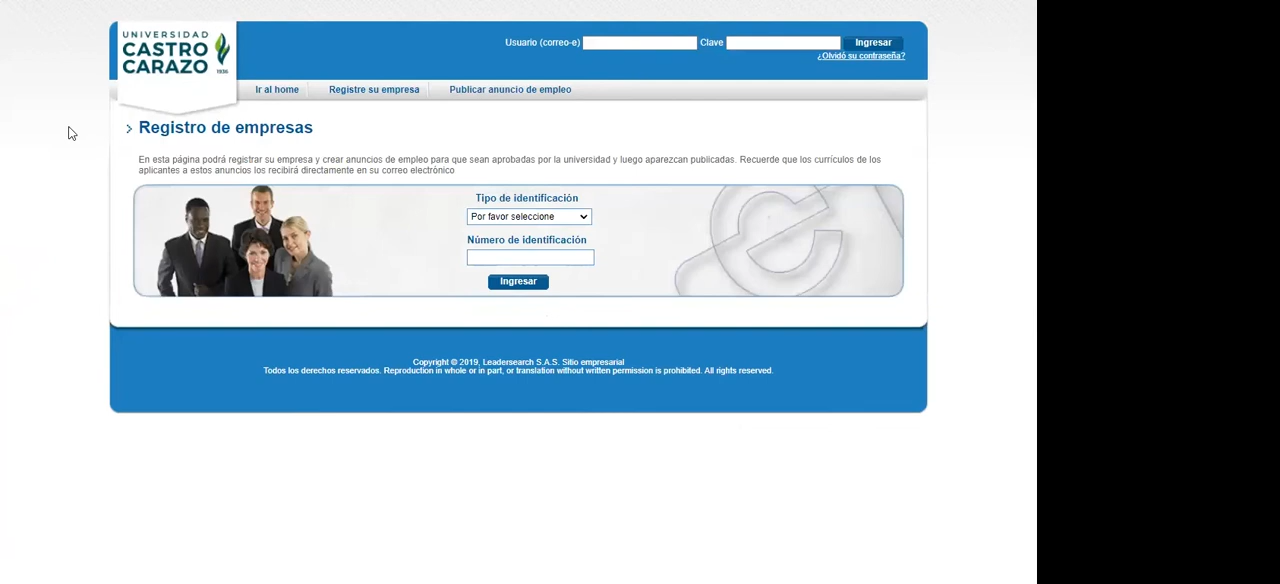 UNIVERSIDAD
CASTRO
CARAZO
1936
Usuario (correo-e)
Clave
Ingresar
¿Olvidó su contraseña?
Ir al home
Registre su empresa
Publicar anuncio de empleo
Registro de empresas
En esta página podrá registrar su empresa y crear anuncios de empleo para que sean aprobadas por la universidad y luego aparezcan publicadas. Recuerde que los currículos de los
aplicantes a estos anuncios los recibirá directamente en su correo electrónico
Tipo de identificación
Por favor seleccione
Número de identificación
Ingresar
Copyright © 2019, Leadersearch S.A.S. Sitio empresarial
Todos los derechos reservados. Reproduction in whole or in part, or translation without written permission is prohibited. All rights reserved.